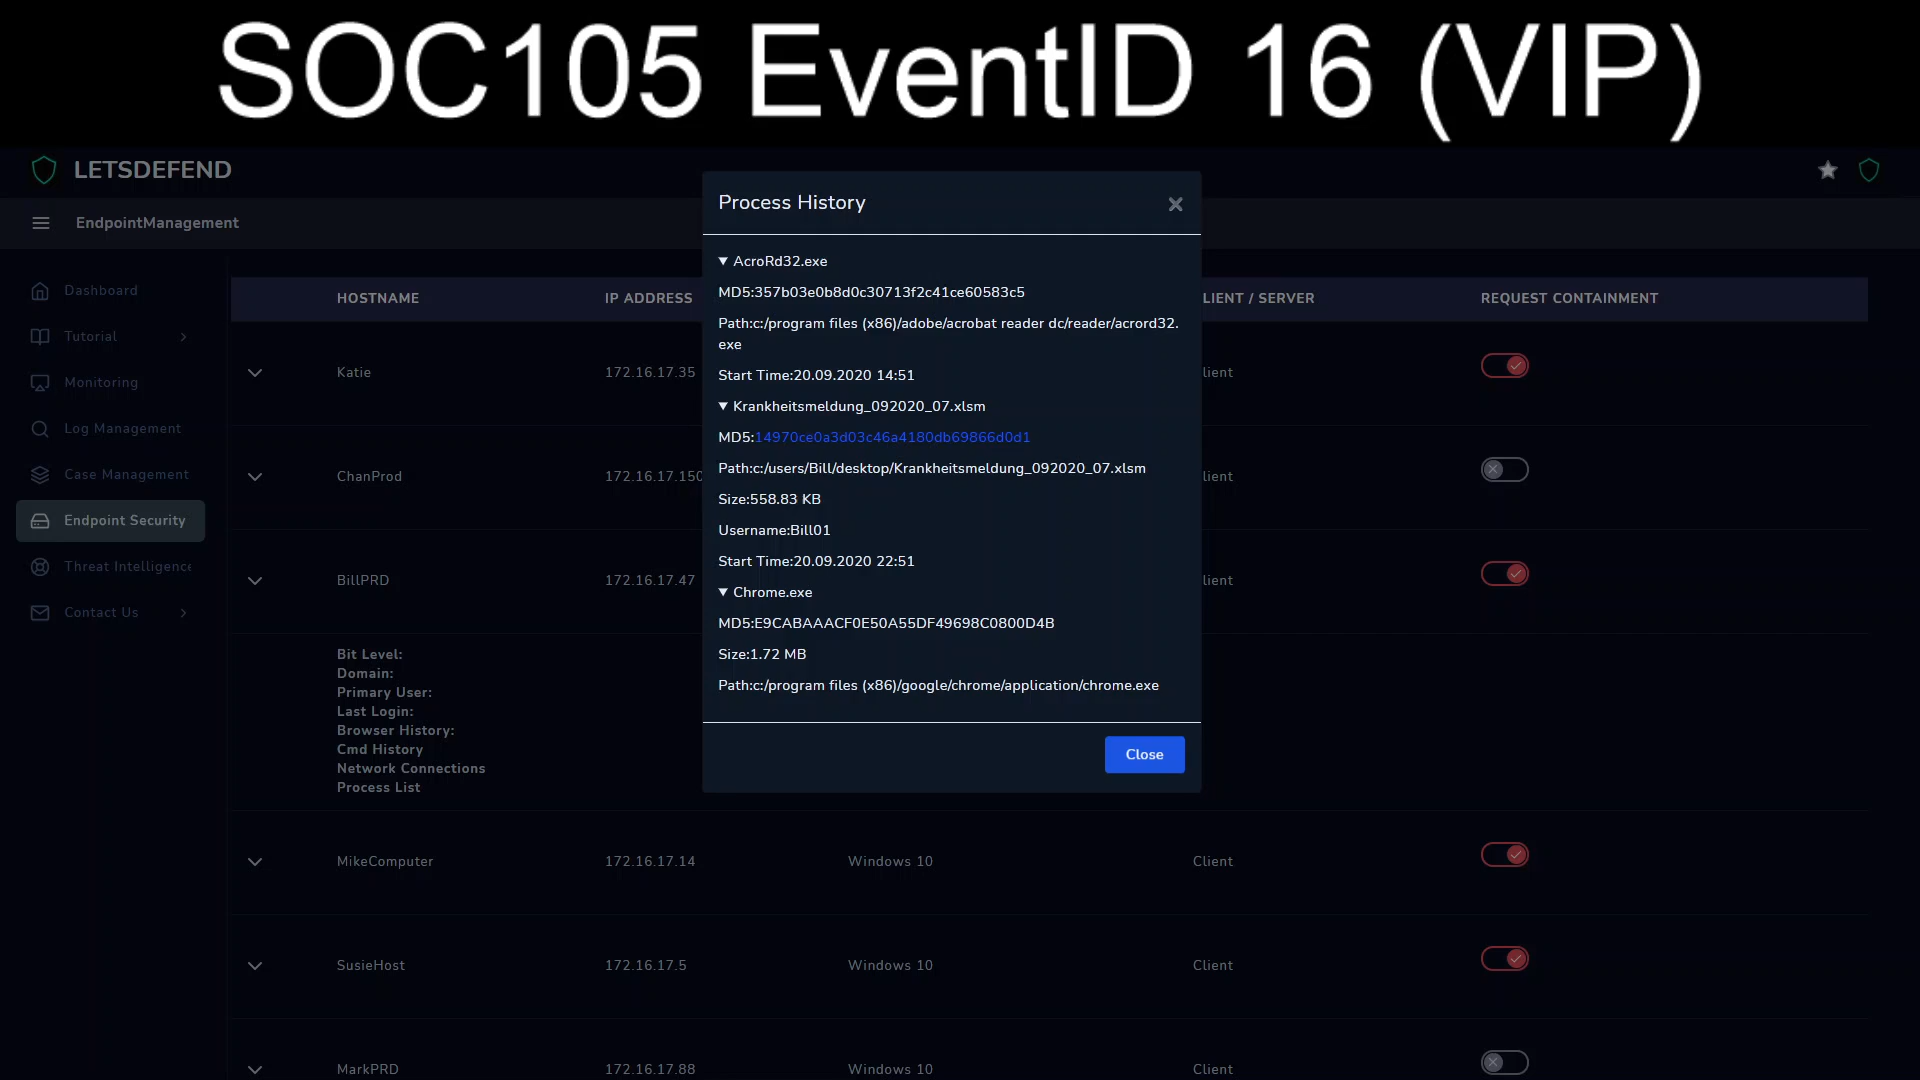 SOC105 EventID 16 (VIP)
LETSDEFEND
EndpointManagement
Dashboard
Tutorial
Monitoring
Log Management
Case Management
Endpoint Security
Threat Intelligence
Contact Us
HOSTNAME IP ADDRESS LIENT / SERVER REQUEST CONTAINMENT
Katie 172.16.17.35 lient
ChanProd 172.16.17.150 lient
BillPRD 172.16.17.47 lient
Bit Level:
Domain:
Primary User:
Last Login:
Browser History:
Cmd History
Network Connections
Process List
MikeComputer 172.16.17.14 Windows 10 Client
SusieHost 172.16.17.5 Windows 10 Client
MarkPRD 172.16.17.88 Windows 10 Client
Process History
AcroRd32.exe
MD5:357b03e0b8d0c30713f2c41ce60583c5
Path:c:/program files (x86)/adobe/acrobat reader dc/reader/acrord32.
exe
Start Time:20.09.2020 14:51
Krankheitsmeldung_092020_07.xlsm
MD5:14970ce0a3d03c46a4180db69866d0d1
Path:c:/users/Bill/desktop/Krankheitsmeldung_092020_07.xlsm
Size:558.83 KB
Username:Bill01
Start Time:20.09.2020 22:51
Chrome.exe
MD5:E9CABAAACF0E50A55DF49698C0800D4B
Size:1.72 MB
Path:c:/program files (x86)/google/chrome/application/chrome.exe
Close